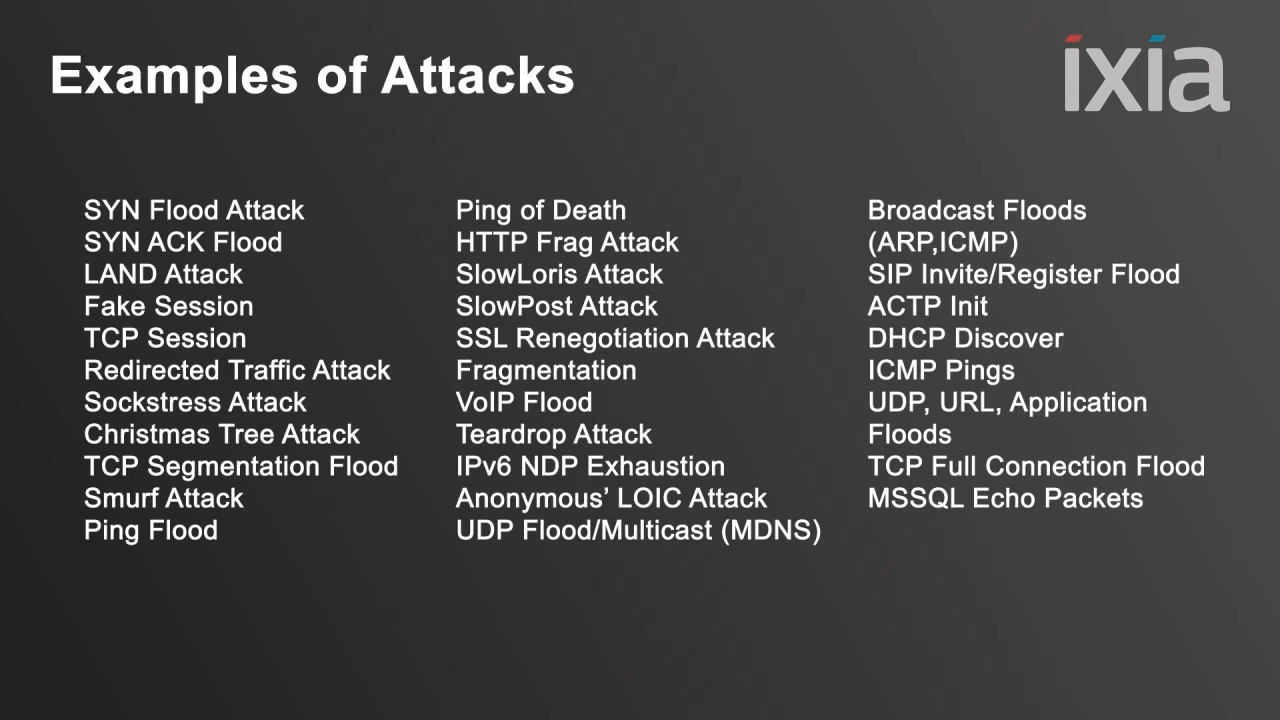 Examples of Attacks
ixia
SYN Flood Attack
SYN ACK Flood
LAND Attack
Fake Session
TCP Session
Redirected Traffic Attack
Sockstress Attack
Christmas Tree Attack
TCP Segmentation Flood
Smurf Attack
Ping Flood
Ping of Death
HTTP Frag Attack
SlowLoris Attack
SlowPost Attack
SSL Renegotiation Attack
Fragmentation
VoIP Flood
Teardrop Attack
IPv6 NDP Exhaustion
Anonymous’ LOIC Attack
UDP Flood/Multicast (MDNS)
Broadcast Floods
(ARP,ICMP)
SIP Invite/Register Flood
ACTP Init
DHCP Discover
ICMP Pings
UDP, URL, Application
Floods
TCP Full Connection Flood
MSSQL Echo Packets